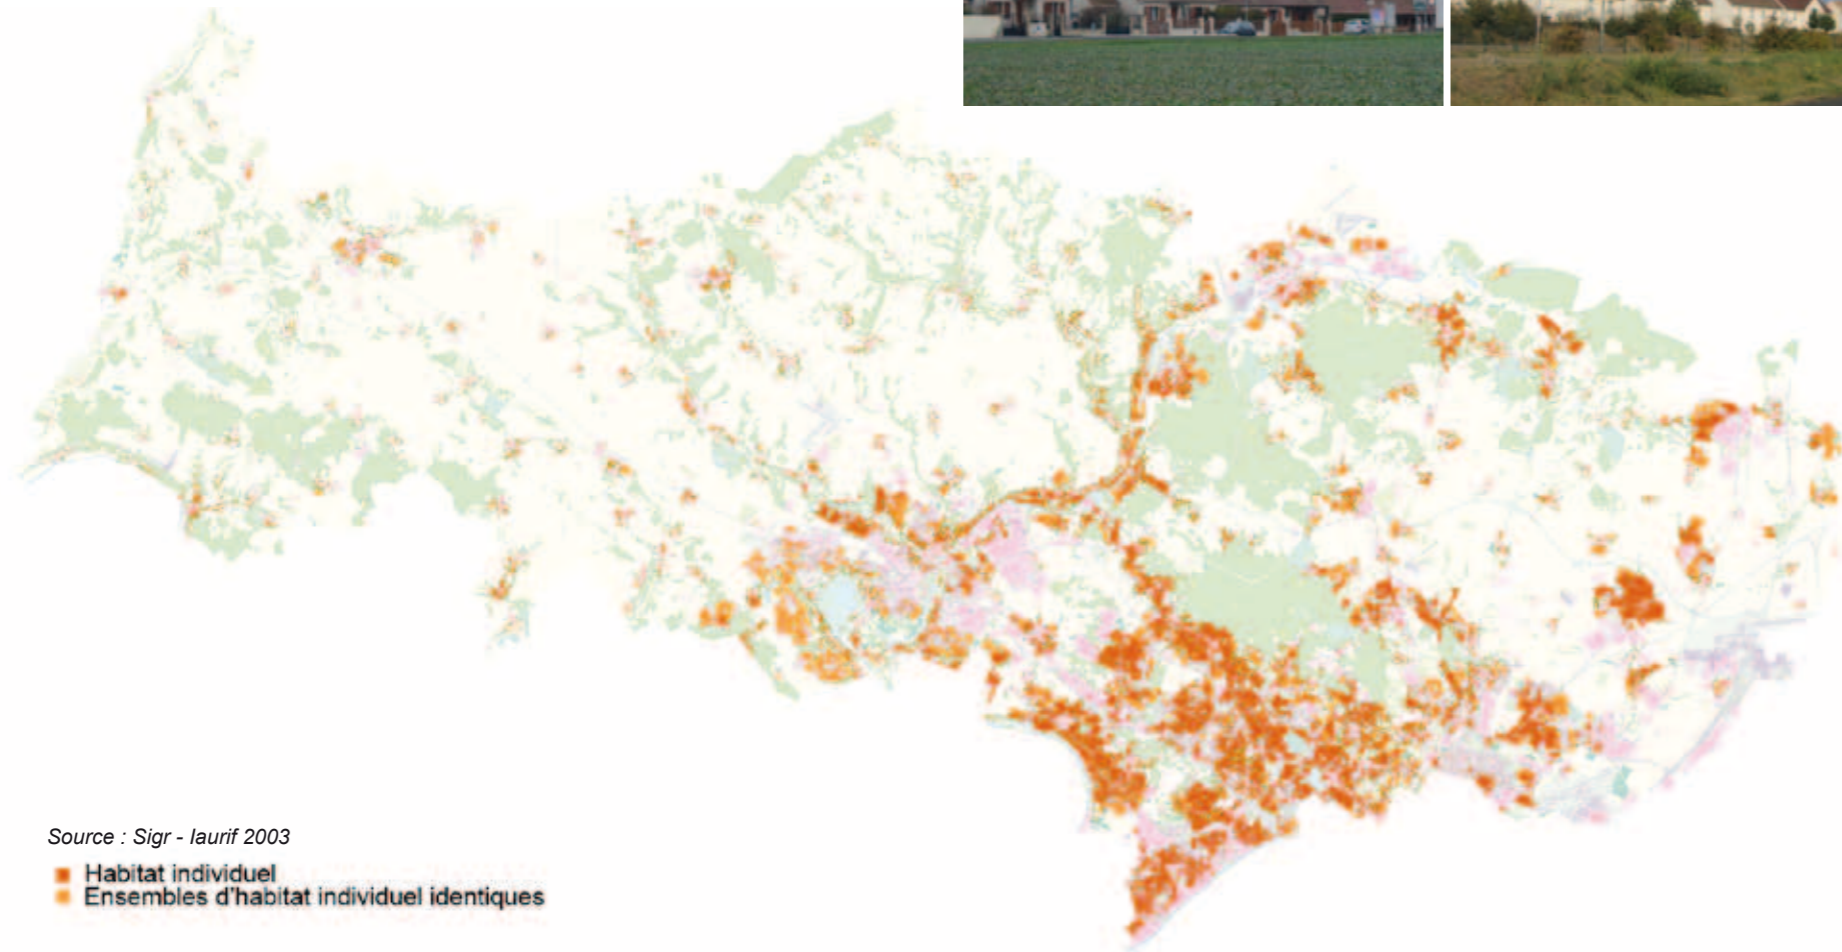 Source : Sigr - Iaurif 2003
Habitat individuel
Ensembles d'habitat individuel identiques